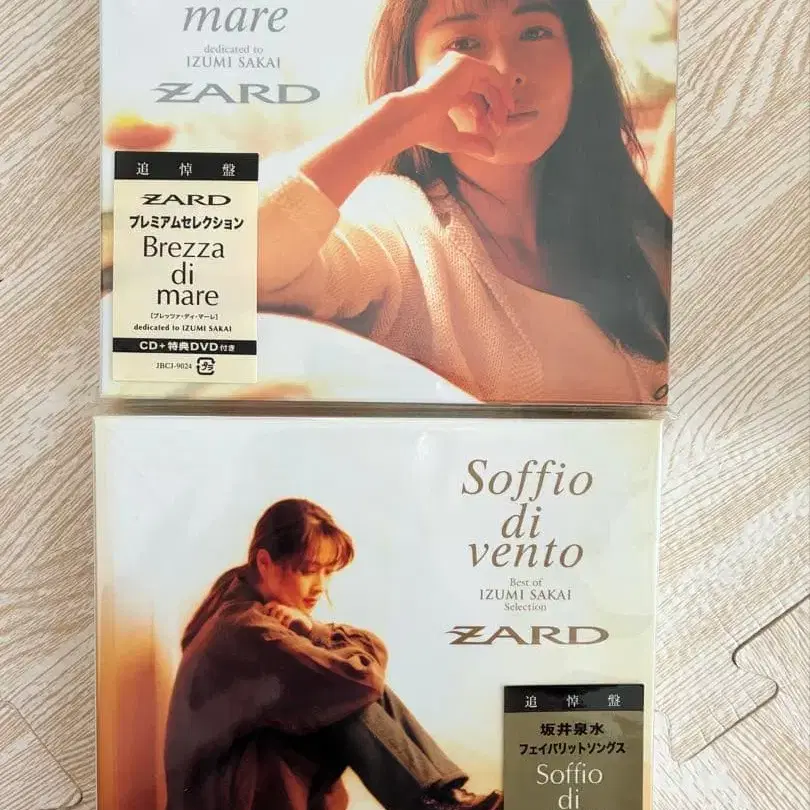 mare
dedicated to
IZUMI SAKAI
ZARD
追悼盤
ZARD
プレミアムセレクション
Brezza
di
mare
[ブレッツァ・ディ・マーレ]
dedicated to IZUMI SAKAI
CD+特典DVD付き
JBCJ-9024
Soffio
di
vento
Best of
IZUMI SAKAI
Selection
ZARD
追悼盤
坂井泉水
フェイバリットソングス
Soffio
di